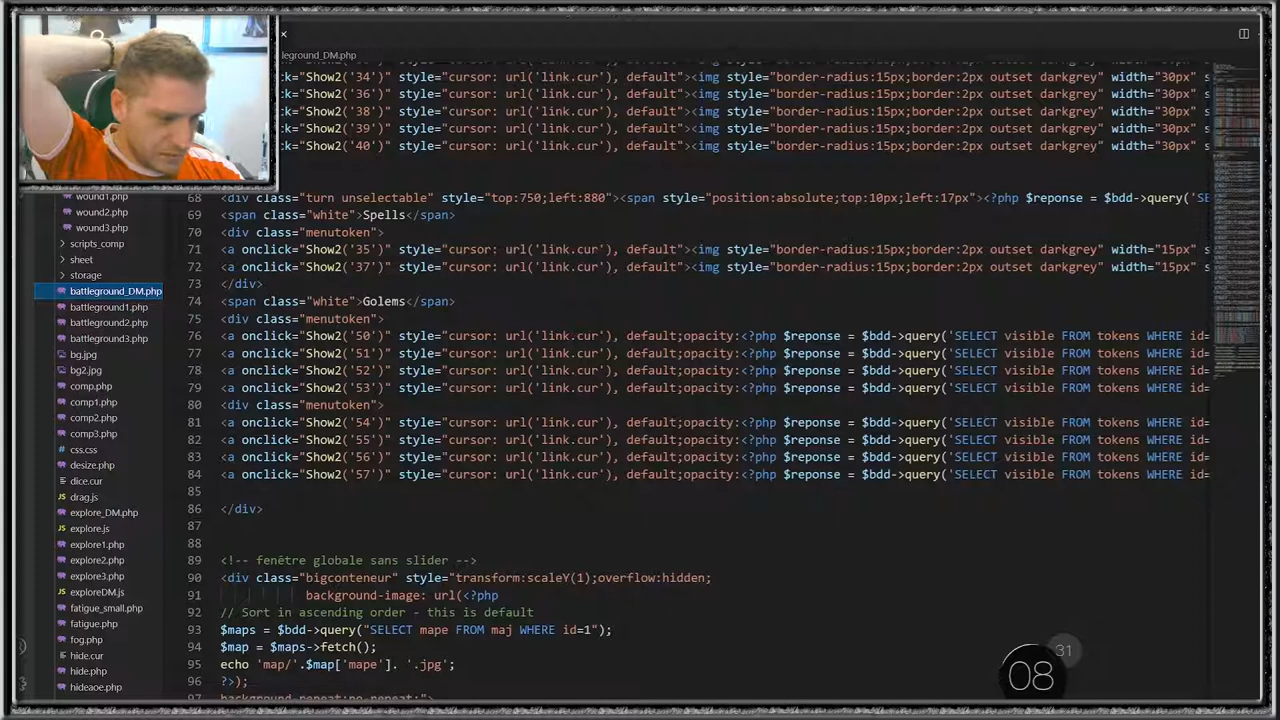 leground_DM.php
ck="Show2('34')" style="cursor: url('link.cur'), default"><img style="border-radius:15px;border:2px outset darkgrey" width="30px"
ck="Show2('36')" style="cursor: url('link.cur'), default"><img style="border-radius:15px;border:2px outset darkgrey" width="30px"
ck="Show2('38')" style="cursor: url('link.cur'), default"><img style="border-radius:15px;border:2px outset darkgrey" width="30px"
ck="Show2('39')" style="cursor: url('link.cur'), default"><img style="border-radius:15px;border:2px outset darkgrey" width="30px"
ck="Show2('40')" style="cursor: url('link.cur'), default"><img style="border-radius:15px;border:2px outset darkgrey" width="30px"
wound1.php
wound2.php
wound3.php
scripts_comp
sheet
storage
battleground_DM.php
battleground1.php
battleground2.php
battleground3.php
bg.jpg
bg2.jpg
comp.php
comp1.php
comp2.php
comp3.php
css.css
desize.php
dice.cur
drag.js
explore_DM.php
explore.js
explore1.php
explore2.php
explore3.php
exploreDM.js
fatigue_small.php
fatigue.php
fog.php
hide.cur
hide.php
hideaoe.php
68 <div class="turn unselectable" style="top:750;left:880"><span style="position:absolute;top:10px;left:17px"><?php $reponse = $bdd->query('SE
69 <span class="white">Spells</span>
70 <div class="menutoken">
71 <a onclick="Show2('35')" style="cursor: url('link.cur'), default"><img style="border-radius:15px;border:2px outset darkgrey" width="15px"
72 <a onclick="Show2('37')" style="cursor: url('link.cur'), default"><img style="border-radius:15px;border:2px outset darkgrey" width="15px"
73 </div>
74 <span class="white">Golems</span>
75 <div class="menutoken">
76 <a onclick="Show2('50')" style="cursor: url('link.cur'), default;opacity:<?php $reponse = $bdd->query('SELECT visible FROM tokens WHERE id=
77 <a onclick="Show2('51')" style="cursor: url('link.cur'), default;opacity:<?php $reponse = $bdd->query('SELECT visible FROM tokens WHERE id=
78 <a onclick="Show2('52')" style="cursor: url('link.cur'), default;opacity:<?php $reponse = $bdd->query('SELECT visible FROM tokens WHERE id=
79 <a onclick="Show2('53')" style="cursor: url('link.cur'), default;opacity:<?php $reponse = $bdd->query('SELECT visible FROM tokens WHERE id=
80 <div class="menutoken">
81 <a onclick="Show2('54')" style="cursor: url('link.cur'), default;opacity:<?php $reponse = $bdd->query('SELECT visible FROM tokens WHERE id=
82 <a onclick="Show2('55')" style="cursor: url('link.cur'), default;opacity:<?php $reponse = $bdd->query('SELECT visible FROM tokens WHERE id=
83 <a onclick="Show2('56')" style="cursor: url('link.cur'), default;opacity:<?php $reponse = $bdd->query('SELECT visible FROM tokens WHERE id=
84 <a onclick="Show2('57')" style="cursor: url('link.cur'), default;opacity:<?php $reponse = $bdd->query('SELECT visible FROM tokens WHERE id=
85
86 </div>
87
88
89 <!-- fenêtre globale sans slider -->
90 <div class="bigconteneur" style="transform:scaleY(1);overflow:hidden;
91 background-image: url(<?php
92 // Sort in ascending order - this is default
93 $maps = $bdd->query("SELECT mape FROM maj WHERE id=1");
94 $map = $maps->fetch();
95 echo 'map/'.$map['mape']. '.jpg';
96 ?>);
97 background-repeat:no-repeat;">
31
08